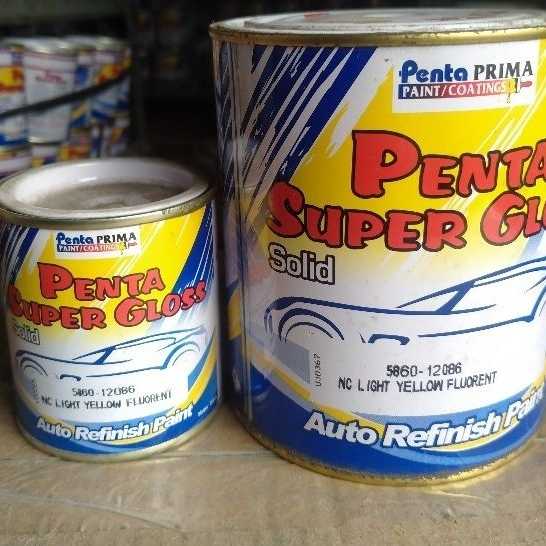 Penta PRIMA
PAINT/COATINGS
PENTA
SUPER GLOSS
Solid
5860-12086
NC LIGHT YELLOW FLUORENT
Auto Refinish Paint
Penta PRIMA
PAINT/COATINGS
PENTA
SUPER GLO
Solid
5860-12086
NC LIGHT YELLOW FLUORENT
Auto Refinish Paint